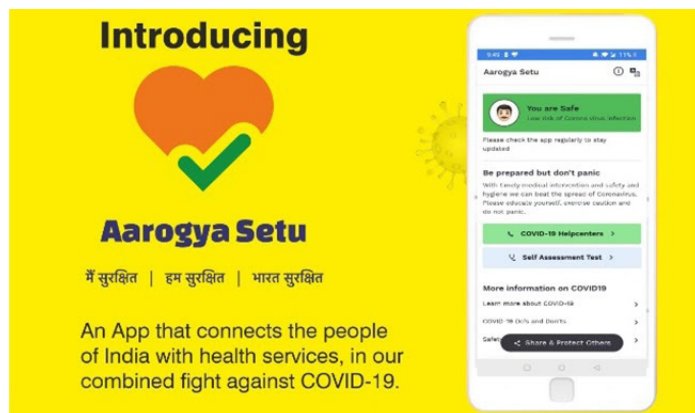 Introducing
Aarogya Setu
मैं सुरक्षित | हम सुरक्षित | भारत सुरक्षित
An App that connects the people
of India with health services, in our
combined fight against COVID-19.
9:49 11%
Aarogya Setu
You are Safe
Low risk of Corona virus infection
Please check the app regularly to stay
updated
Be prepared but don't panic
With timely medical intervention and safety and
hygiene we can beat the spread of Coronavirus.
Please educate yourself, exercise caution and
do not panic.
COVID-19 Helpcenters >
Self Assessment Test >
More information on COVID19
Learn more about COVID-19 >
COVID-19 Do's and Don'ts >
Share & Protect Others >